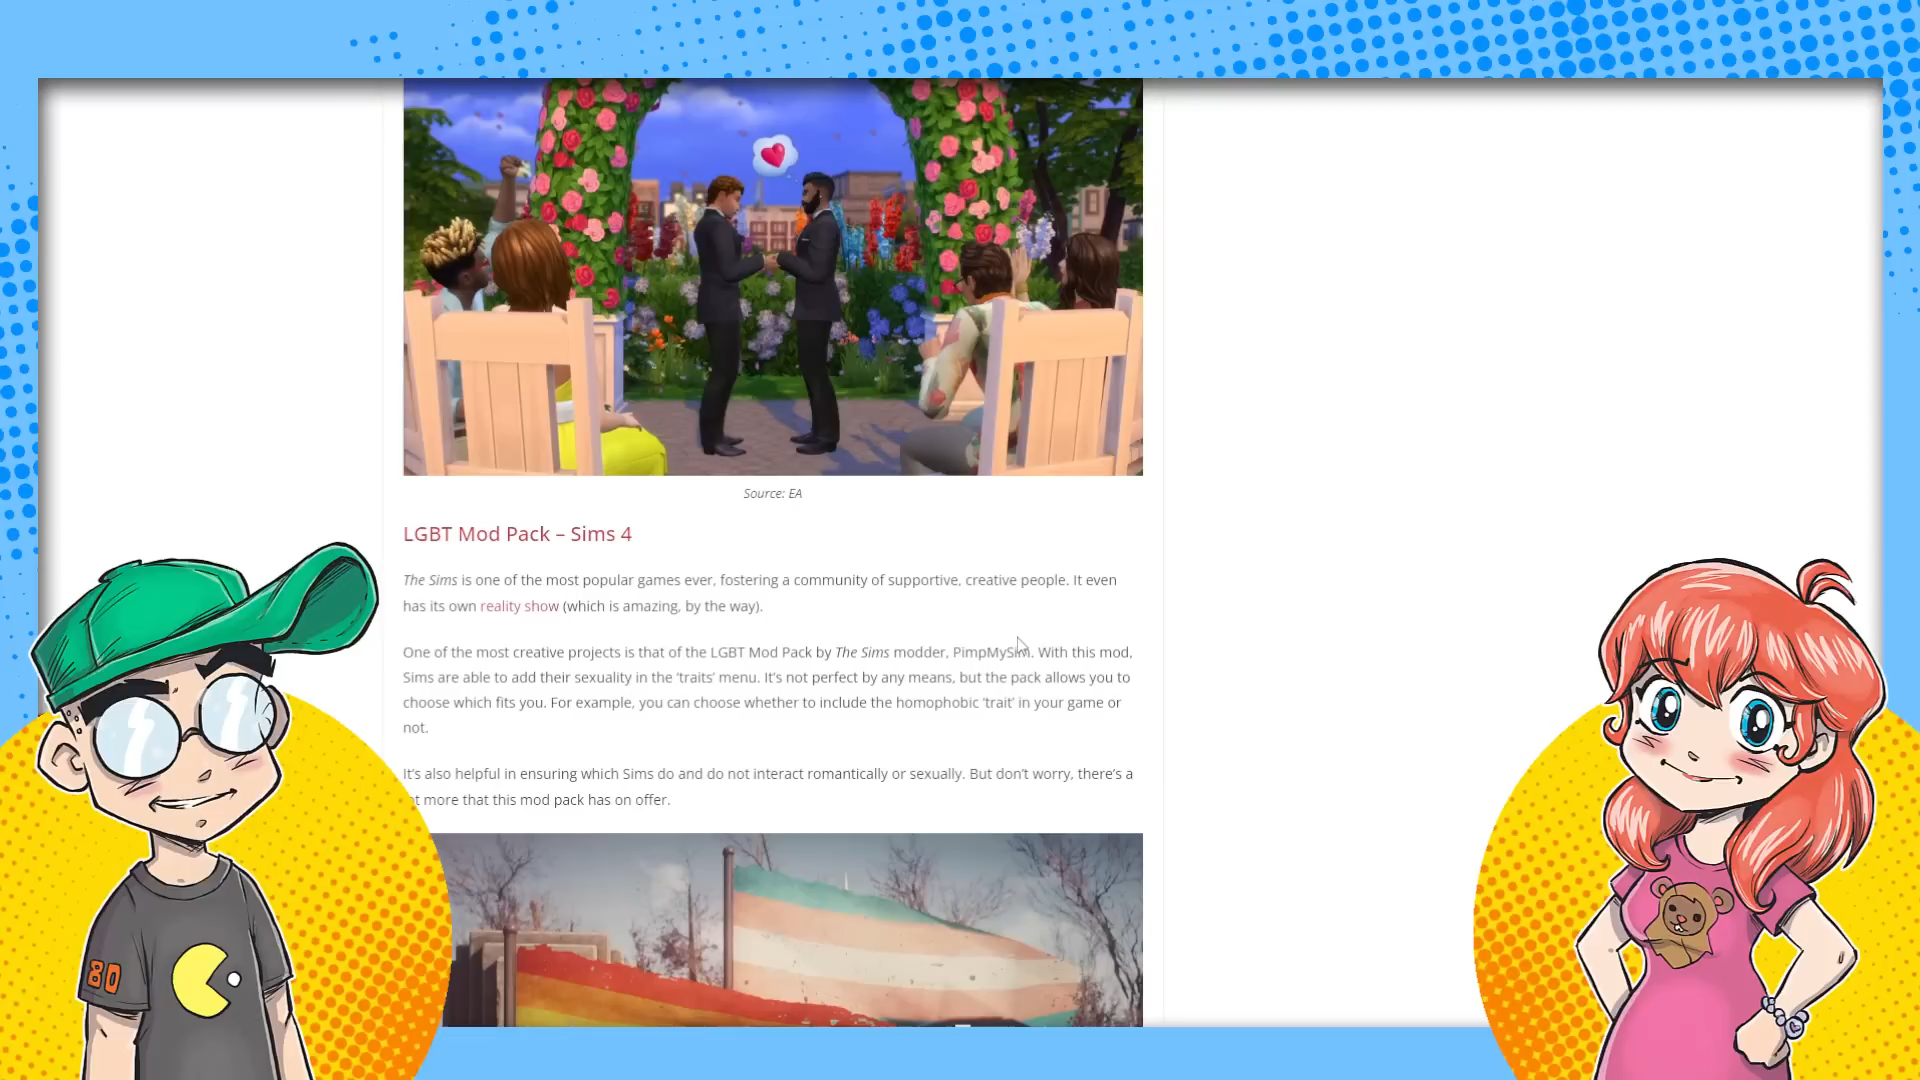 Source: EA
LGBT Mod Pack – Sims 4
The Sims is one of the most popular games ever, fostering a community of supportive, creative people. It even
has its own reality show (which is amazing, by the way).
One of the most creative projects is that of the LGBT Mod Pack by The Sims modder, PimpMySim. With this mod,
Sims are able to add their sexuality in the ‘traits’ menu. It’s not perfect by any means, but the pack allows you to
choose which fits you. For example, you can choose whether to include the homophobic ‘trait’ in your game or
not.
It’s also helpful in ensuring which Sims do and do not interact romantically or sexually. But don’t worry, there’s a
more that this mod pack has on offer.
80